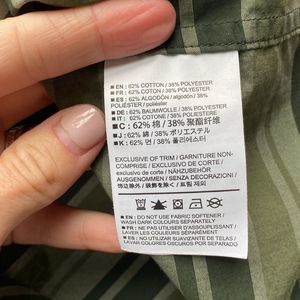 EN : 62% COTTON / 38% POLYESTER
FR : 62% COTON / 38% POLYESTER
ES : 62% ALGODÓN / algodón / 38%
POLIÉSTER / poliéster
DE : 62% BAUMWOLLE / 38% POLYESTER
IT : 62% COTONE / 38% POLIESTERE
C : 62% 棉 / 38% 聚酯纤维
J : 62% 綿 / 38% ポリエステル
K : 62% 면 / 38% 폴리에스터
EXCLUSIVE OF TRIM / GARNITURE NON-
COMPRISE / EXCLUSIVO DE CORTE /
exclusivo de corte / NÄHZUBEHÖR
AUSGENOMMEN / SENZA DECORAZIONI /
饰边除外 / 装飾を除く / 트림 제외
EN : DO NOT USE FABRIC SOFTENER /
WASH DARK COLOURS SEPARATELY
FR : NE PAS UTILISER D'ASSOUPLISSANT /
LAVER LES COULEURS FONCÉES
SÉPARÉMENT
ES : NO USAR SUAVIZANTE DE TELAS /
LAVAR COLORES OSCUROS POR SEPARADO